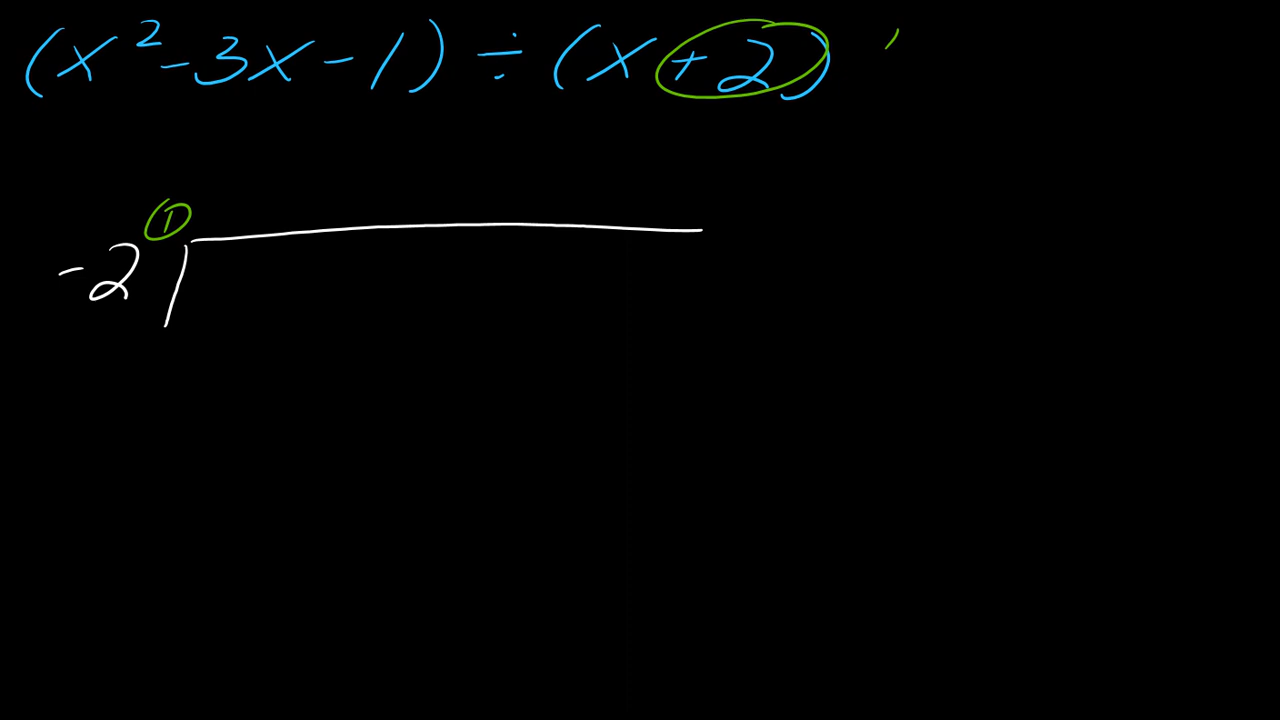 (x² - 3x - 1) ÷ (x + 2)
①
-2